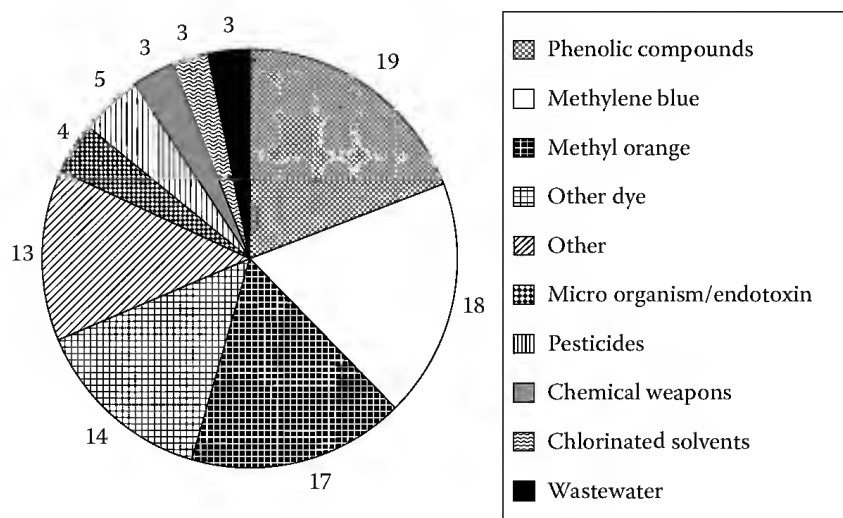 3
3
3
19
5
4
13
18
14
17
Phenolic compounds
Methylene blue
Methyl orange
Other dye
Other
Micro organism/endotoxin
Pesticides
Chemical weapons
Chlorinated solvents
Wastewater